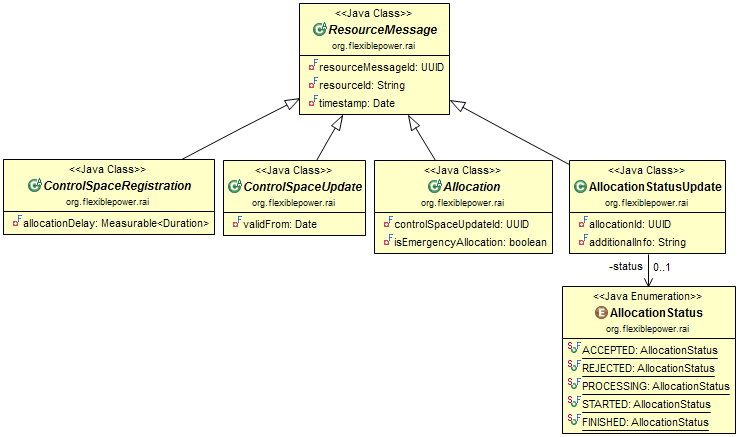 <<Java Class>>
ResourceMessage
org.flexiblepower.rai
resourceMessageId: UUID
resourceId: String
timestamp: Date
<<Java Class>>
ControlSpaceRegistration
org.flexiblepower.rai
allocationDelay: Measurable<Duration>
<<Java Class>>
ControlSpaceUpdate
org.flexiblepower.rai
validFrom: Date
<<Java Class>>
Allocation
org.flexiblepower.rai
controlSpaceUpdateId: UUID
isEmergencyAllocation: boolean
<<Java Class>>
AllocationStatusUpdate
org.flexiblepower.rai
allocationId: UUID
additionalInfo: String
-status 0..1
<<Java Enumeration>>
AllocationStatus
org.flexiblepower.rai
ACCEPTED: AllocationStatus
REJECTED: AllocationStatus
PROCESSING: AllocationStatus
STARTED: AllocationStatus
FINISHED: AllocationStatus